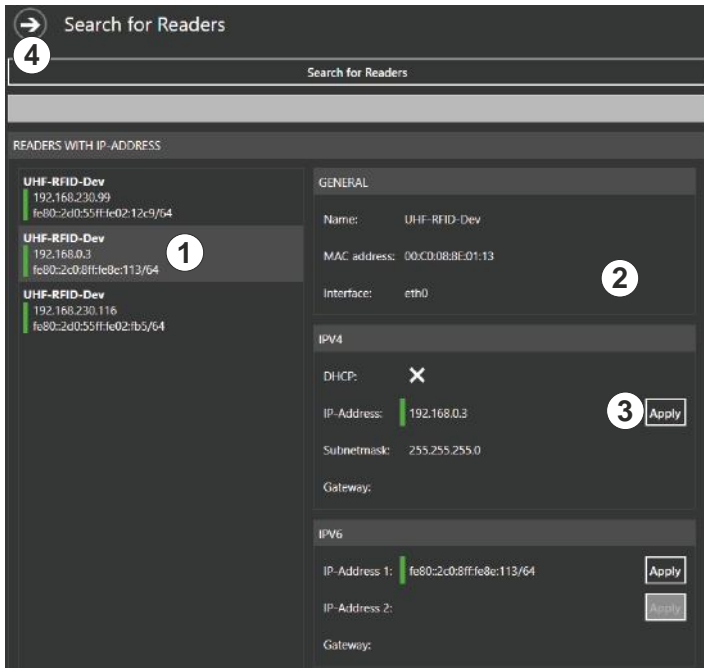 Search for Readers
4
Search for Readers
READERS WITH IP-ADDRESS
UHF-RFID-Dev
192.168.230.99
fe80::2d0:55ff:fe02:12c9/64
UHF-RFID-Dev
192.168.0.3
fe80::2c0:8ff:fe8e:113/64
1
UHF-RFID-Dev
192.168.230.116
fe80::2d0:55ff:fe02:fb5/64
GENERAL
Name: UHF-RFID-Dev
MAC address: 00:C0:08:8E:01:13
2
Interface: eth0
IPV4
DHCP:
IP-Address: 192.168.0.3 3 Apply
Subnetmask: 255.255.255.0
Gateway:
IPV6
IP-Address 1: fe80::2c0:8ff:fe8e:113/64 Apply
IP-Address 2: Apply
Gateway: